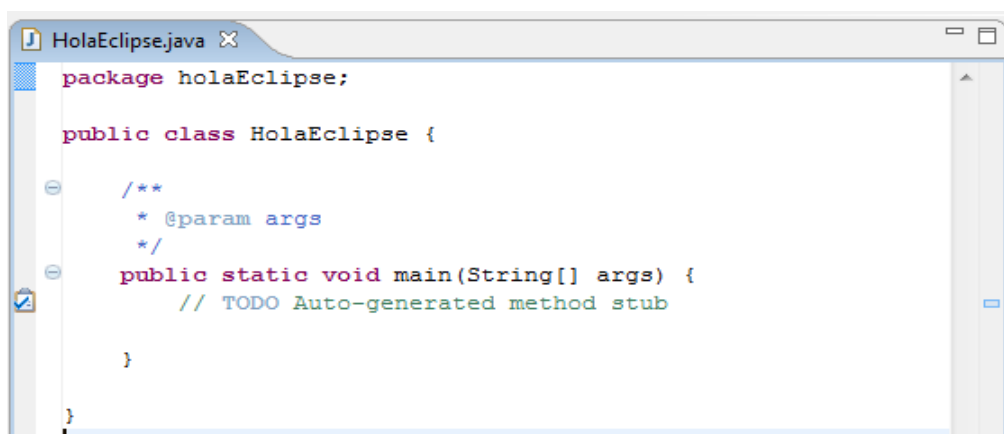 HolaEclipse.java
package holaEclipse;
public class HolaEclipse {
/**
* @param args
*/
public static void main(String[] args) {
// TODO Auto-generated method stub
}
}